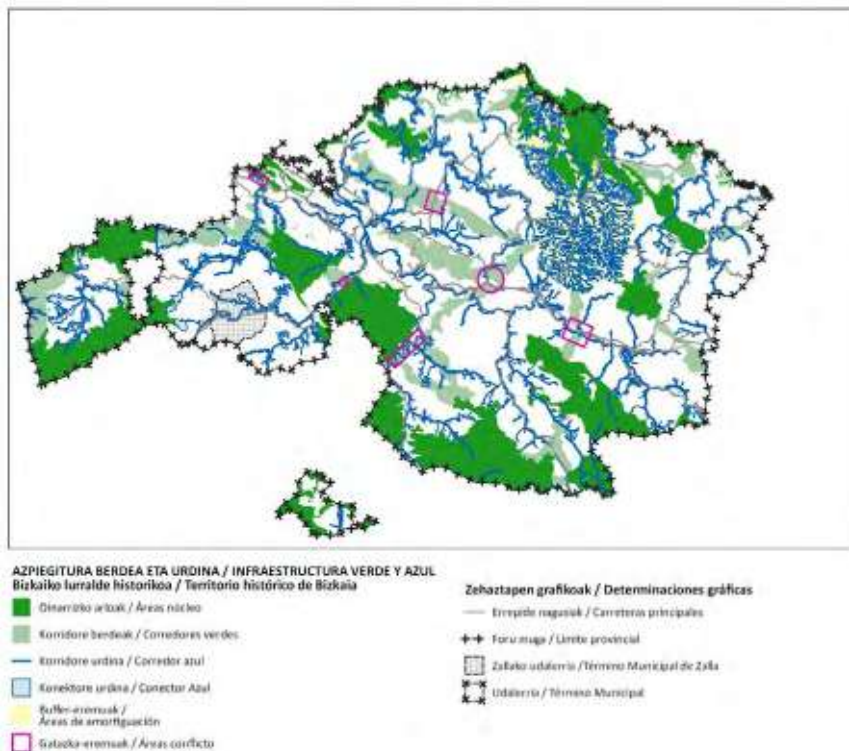 AZPIEGITURA BERDEA ETA URDINA / INFRAESTRUCTURA VERDE Y AZUL
Bizkaiko lurralde historikoa / Territorio histórico de Bizkaia
Oinarrizko arloak / Áreas núcleo
Korridore berdeak / Corredores verdes
Korridore urdina / Corredor azul
Konektore urdina / Conector Azul
Buffer-eremuak /
Áreas de amortiguación
Gatazka-eremuak / Áreas conflicto
Zehaztapen grafikoak / Determinaciones gráficas
Errepide nagusiak / Carreteras principales
Foru muga / Limite provincial
Zallako udalerria /Término Municipal de Zalla
Udalerria / Término Municipal